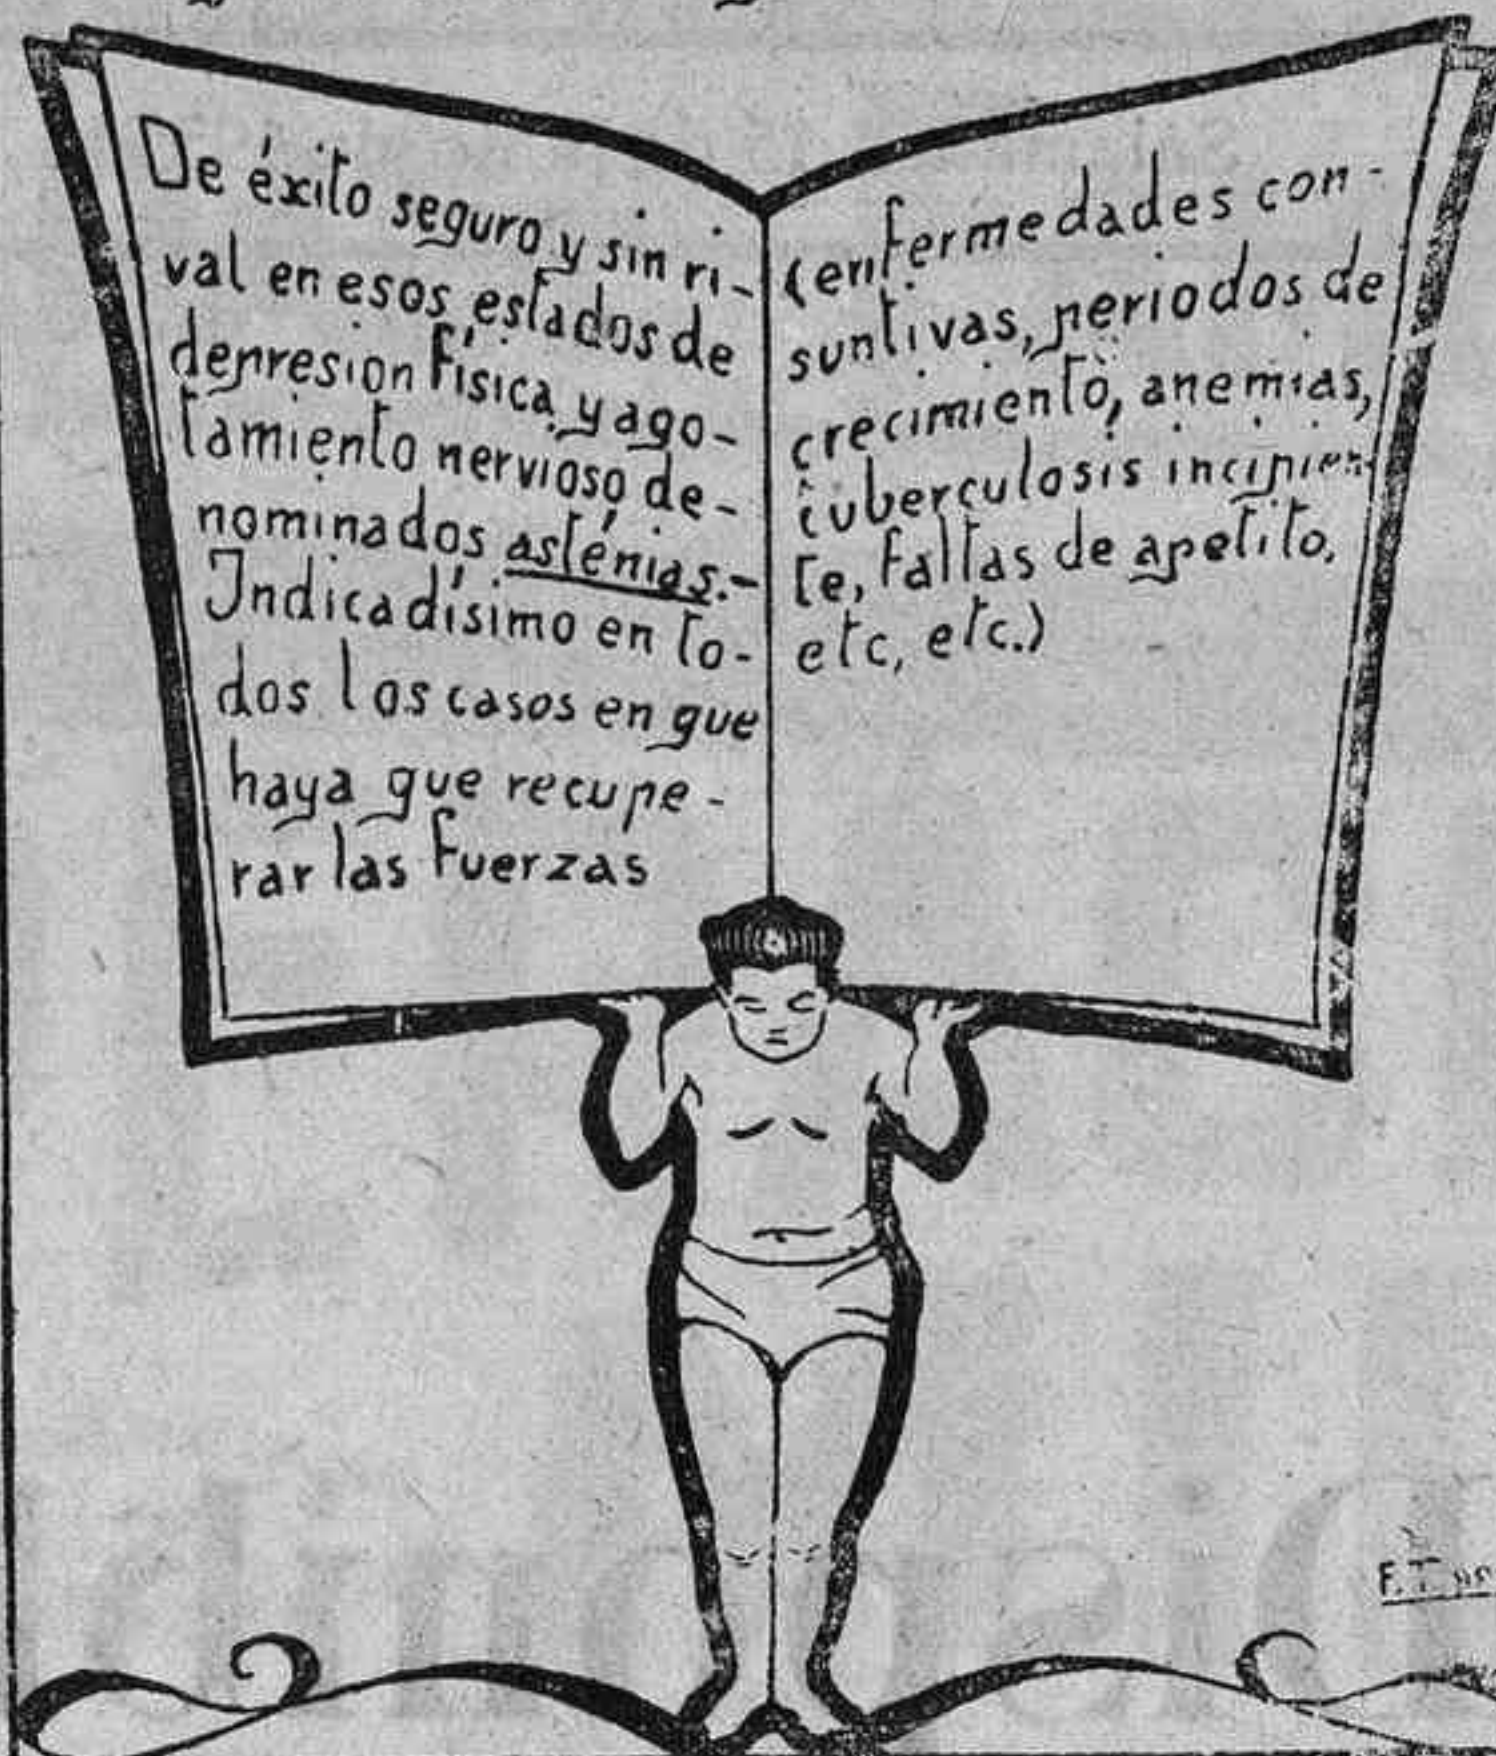 De éxito seguro y sin ri-
val en esos estados de
depresion física y ago-
tamiento nervioso de-
nominados asténias.-
Indicadísimo en to-
dos los casos en que
haya que recupe-
rar las fuerzas
(enfermedades con-
suntivas, periodos de
crecimiento, anemias,
tuberculosis incipien-
te, faltas de apetito,
etc, etc.)
F. T.